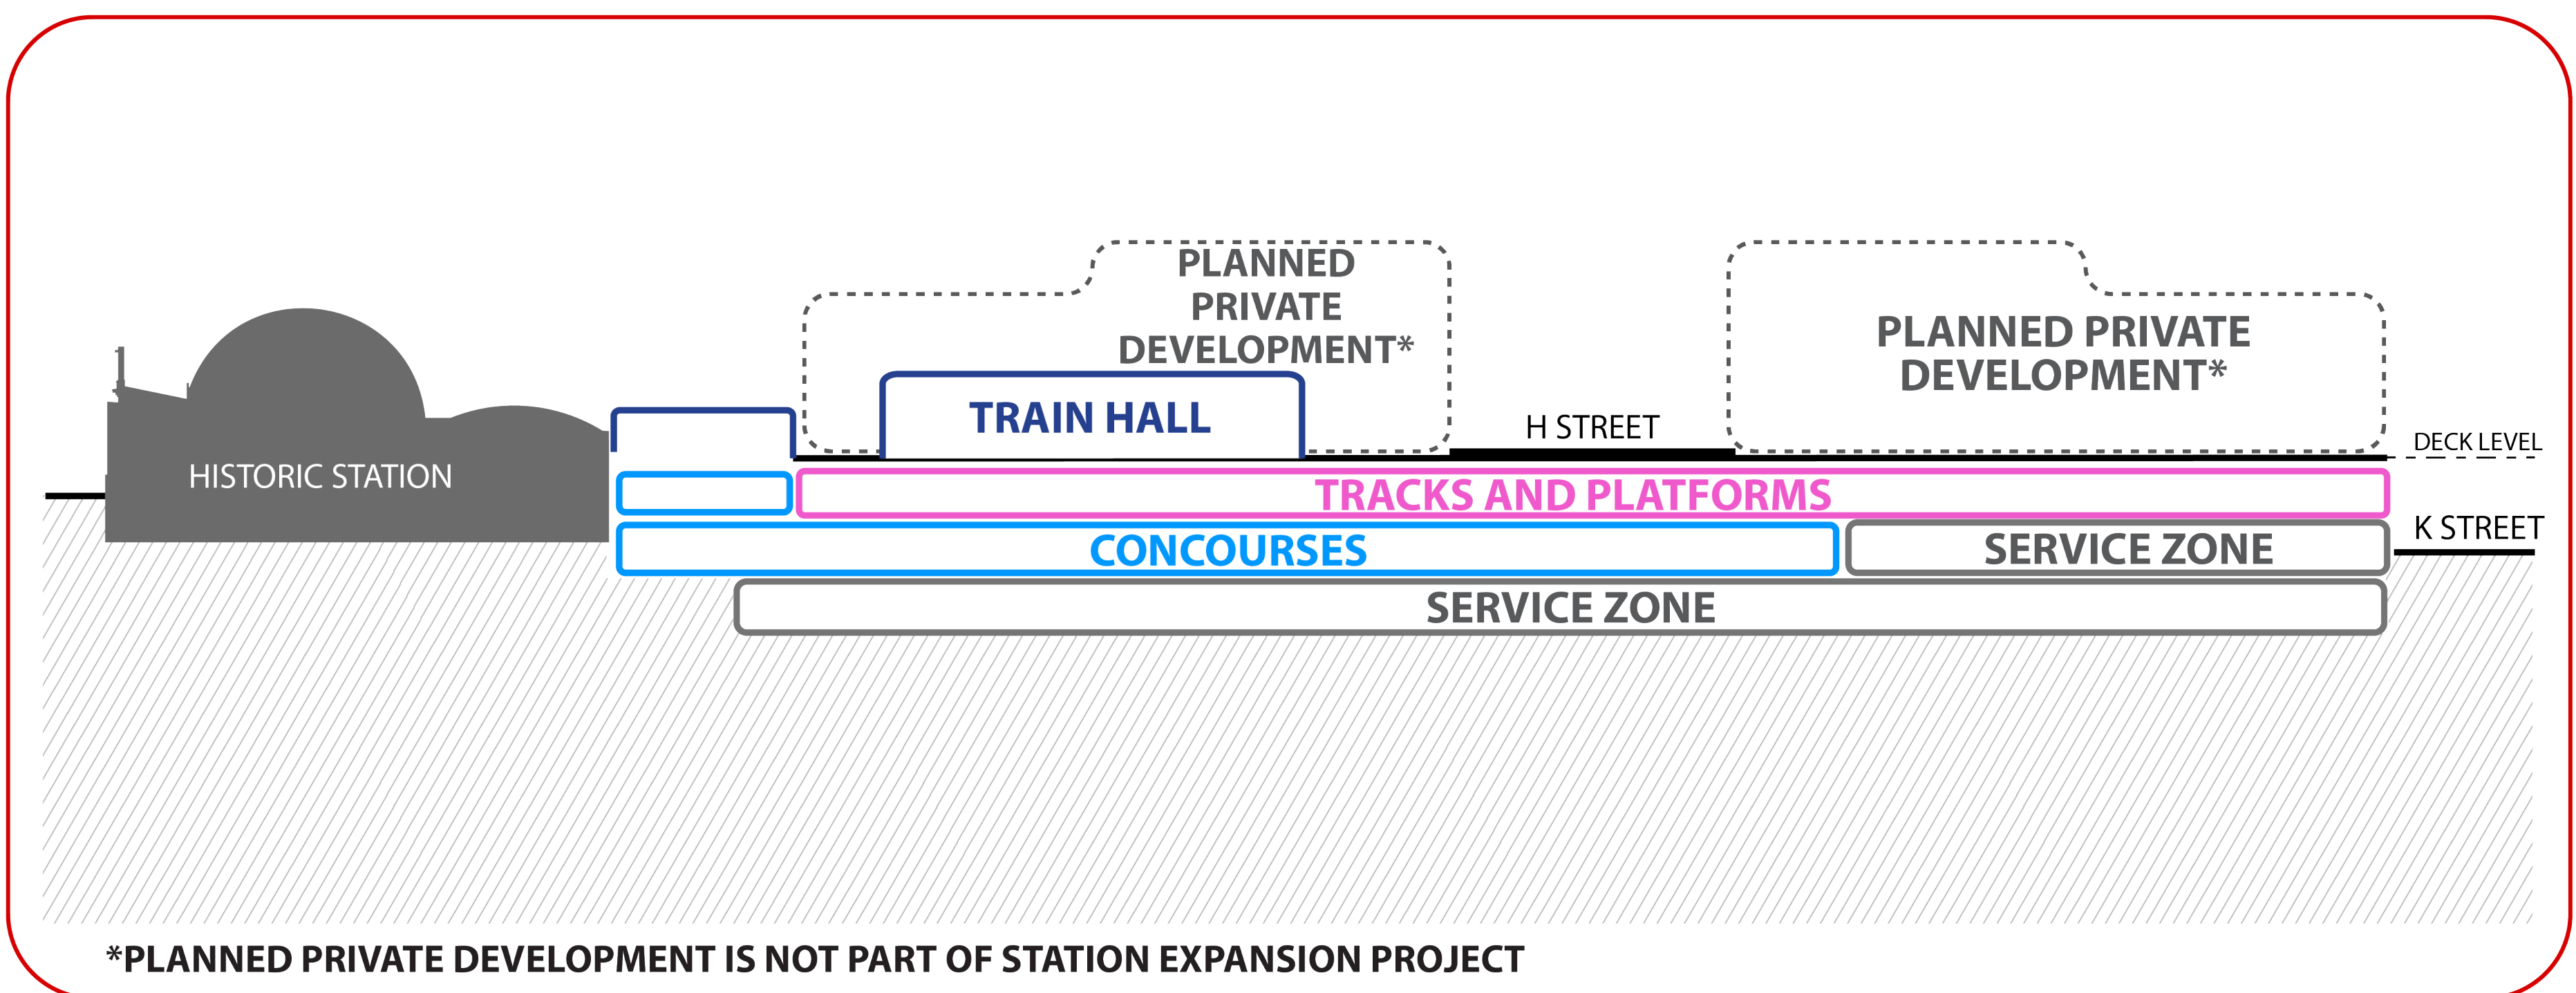 PLANNED
PRIVATE
DEVELOPMENT*
PLANNED PRIVATE
DEVELOPMENT*
TRAIN HALL
H STREET
DECK LEVEL
HISTORIC STATION
TRACKS AND PLATFORMS
K STREET
CONCOURSES
SERVICE ZONE
SERVICE ZONE
*PLANNED PRIVATE DEVELOPMENT IS NOT PART OF STATION EXPANSION PROJECT